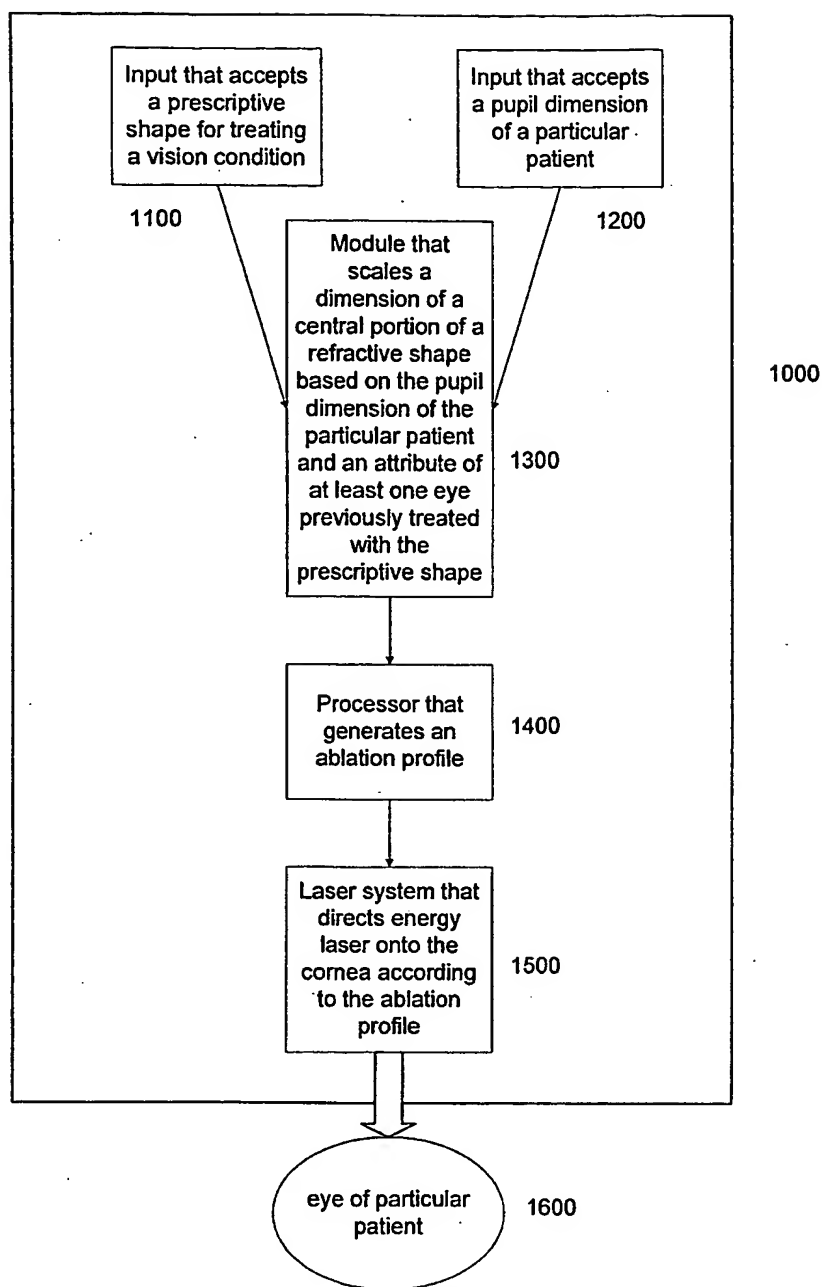 Input that accepts
a prescriptive
shape for treating
a vision condition
1100
Input that accepts
a pupil dimension
of a particular
patient
1200
Module that
scales a
dimension of a
central portion of a
refractive shape
based on the pupil
dimension of the
particular patient
and an attribute of
at least one eye
previously treated
with the
prescriptive shape
1300
1000
Processor that
generates an
ablation profile
1400
Laser system that
directs energy
laser onto the
cornea according
to the ablation
profile
1500
eye of particular
patient
1600